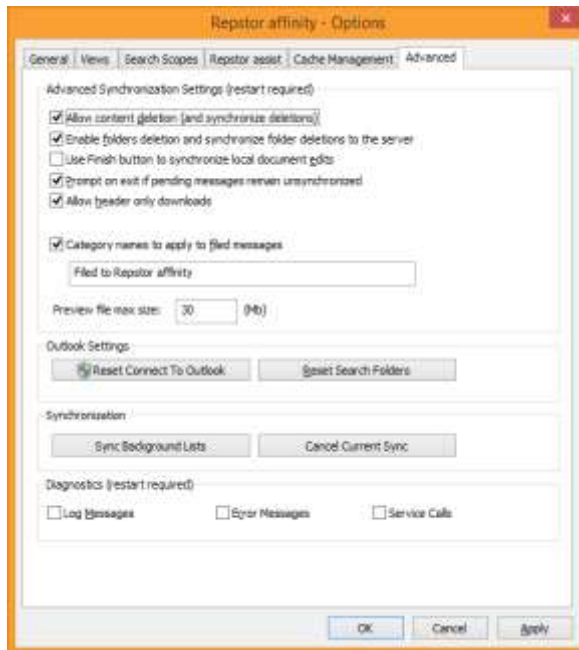 Repstor affinity - Options
General Views Search Scopes Repstor assist Cache Management Advanced
Advanced Synchronization Settings (restart required)
Allow content deletion (and synchronize deletions)
Enable folders deletion and synchronize folder deletions to the server
Use Finish button to synchronize local document edits
Prompt on exit if pending messages remain unsynchronized
Allow header only downloads
Category names to apply to filed messages
Filed to Repstor affinity
Preview file max size: 30 (Mb)
Outlook Settings
Reset Connect To Outlook Reset Search Folders
Synchronization
Sync Background Lists Cancel Current Sync
Diagnostics (restart required)
Log Messages Error Messages Service Calls
OK Cancel Apply